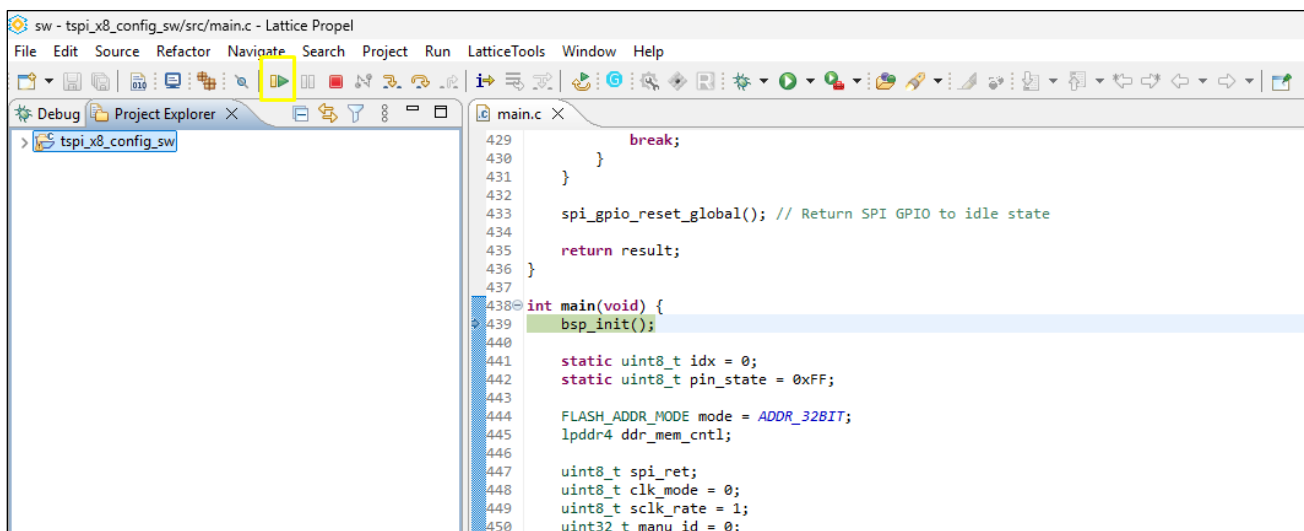 sw - tspi_x8_config_sw/src/main.c - Lattice Propel
File Edit Source Refactor Navigate Search Project Run LatticeTools Window Help
Debug Project Explorer main.c
tspi_x8_config_sw
429 break;
430 }
431 }
432
433 spi_gpio_reset_global(); // Return SPI GPIO to idle state
434
435 return result;
436 }
437
438 int main(void) {
439 bsp_init();
440
441 static uint8_t idx = 0;
442 static uint8_t pin_state = 0xFF;
443
444 FLASH_ADDR_MODE mode = ADDR_32BIT;
445 lpddr4 ddr_mem_cntl;
446
447 uint8_t spi_ret;
448 uint8_t clk_mode = 0;
449 uint8_t sclk_rate = 1;
450 uint32_t manu_id = 0;